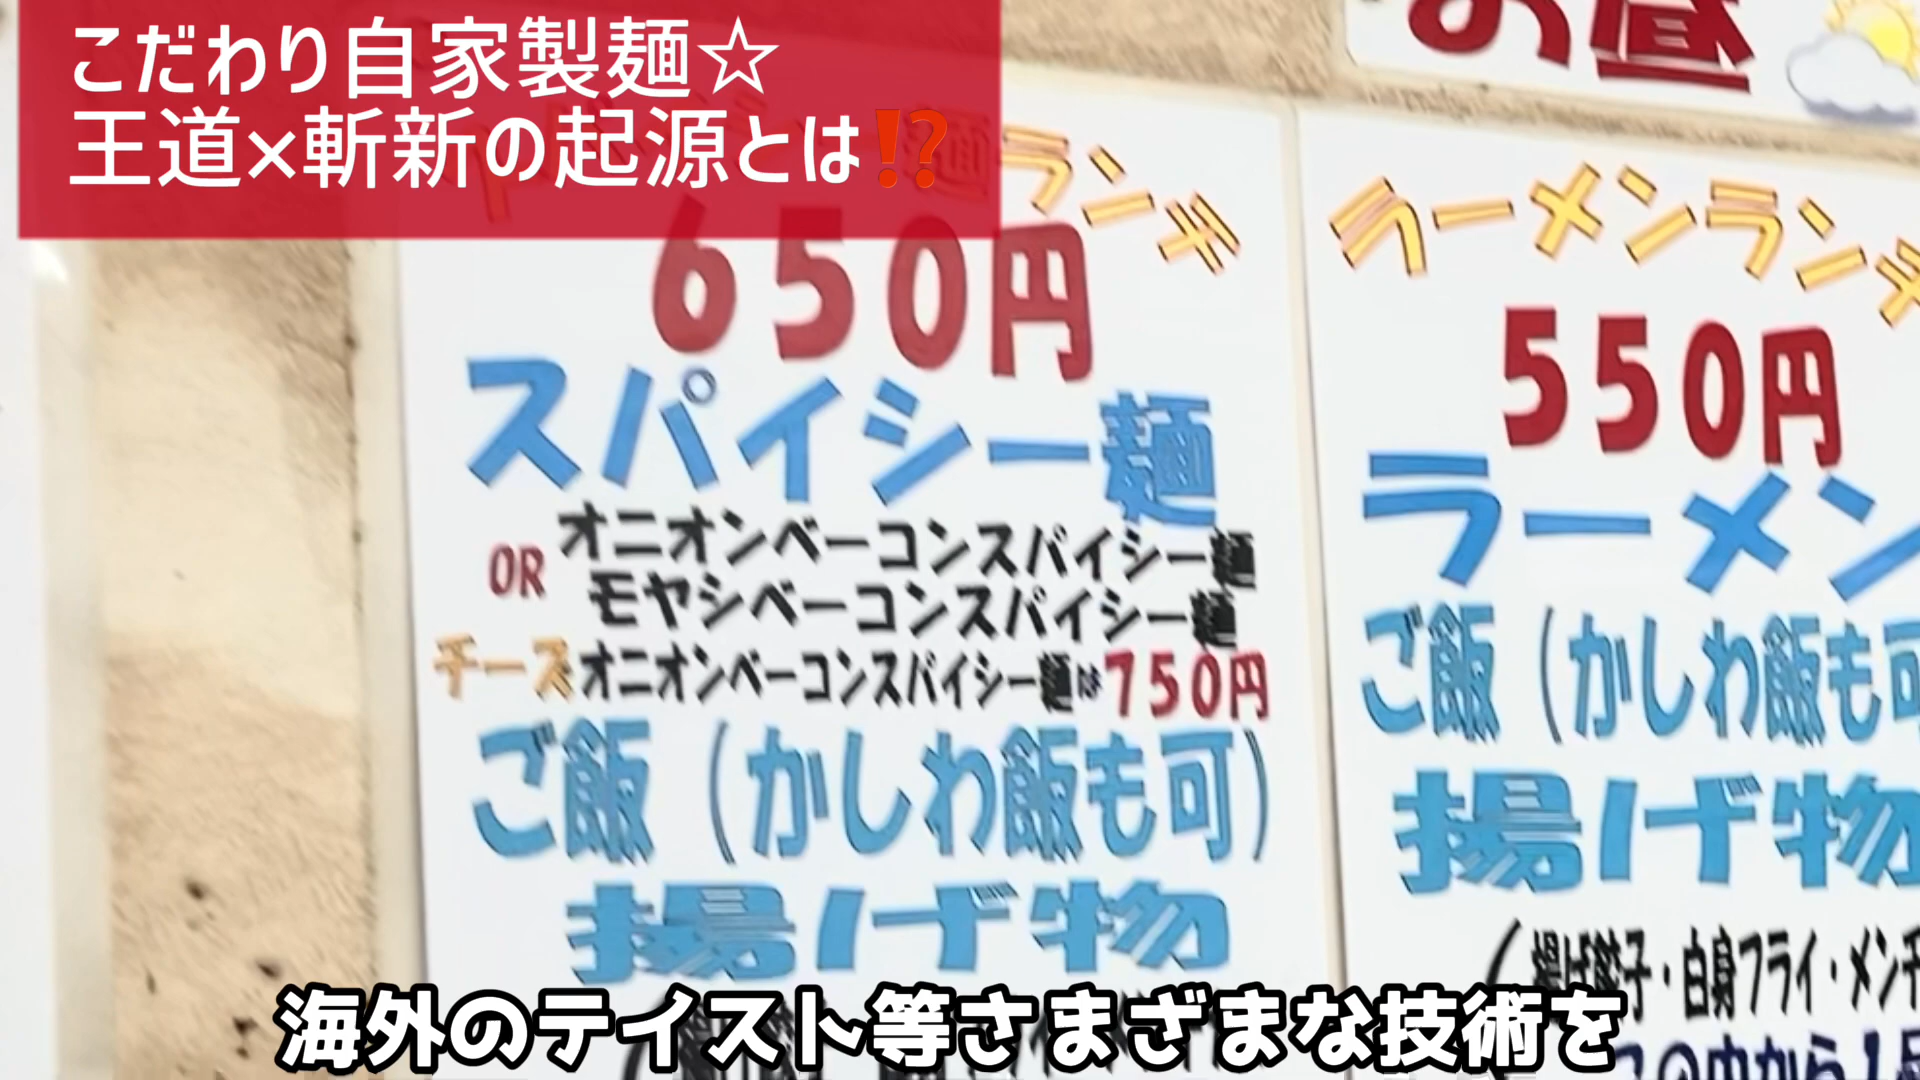 こだわり自家製麺☆
王道×斬新の起源とは⁉️
お昼
ランチ
650円
スパイシー麺
OR オニオンベーコンスパイシー麺
モヤシベーコンスパイシー麺
チーズオニオンベーコンスパイシー麺は750円
ご飯(かしわ飯も可)
揚げ物
ラーメンランチ
550円
ラーメン
ご飯(かしわ飯も可
揚げ物
(揚げ餃子・白身フライ・メンチ
の中から1
海外のテイスト等さまざまな技術を